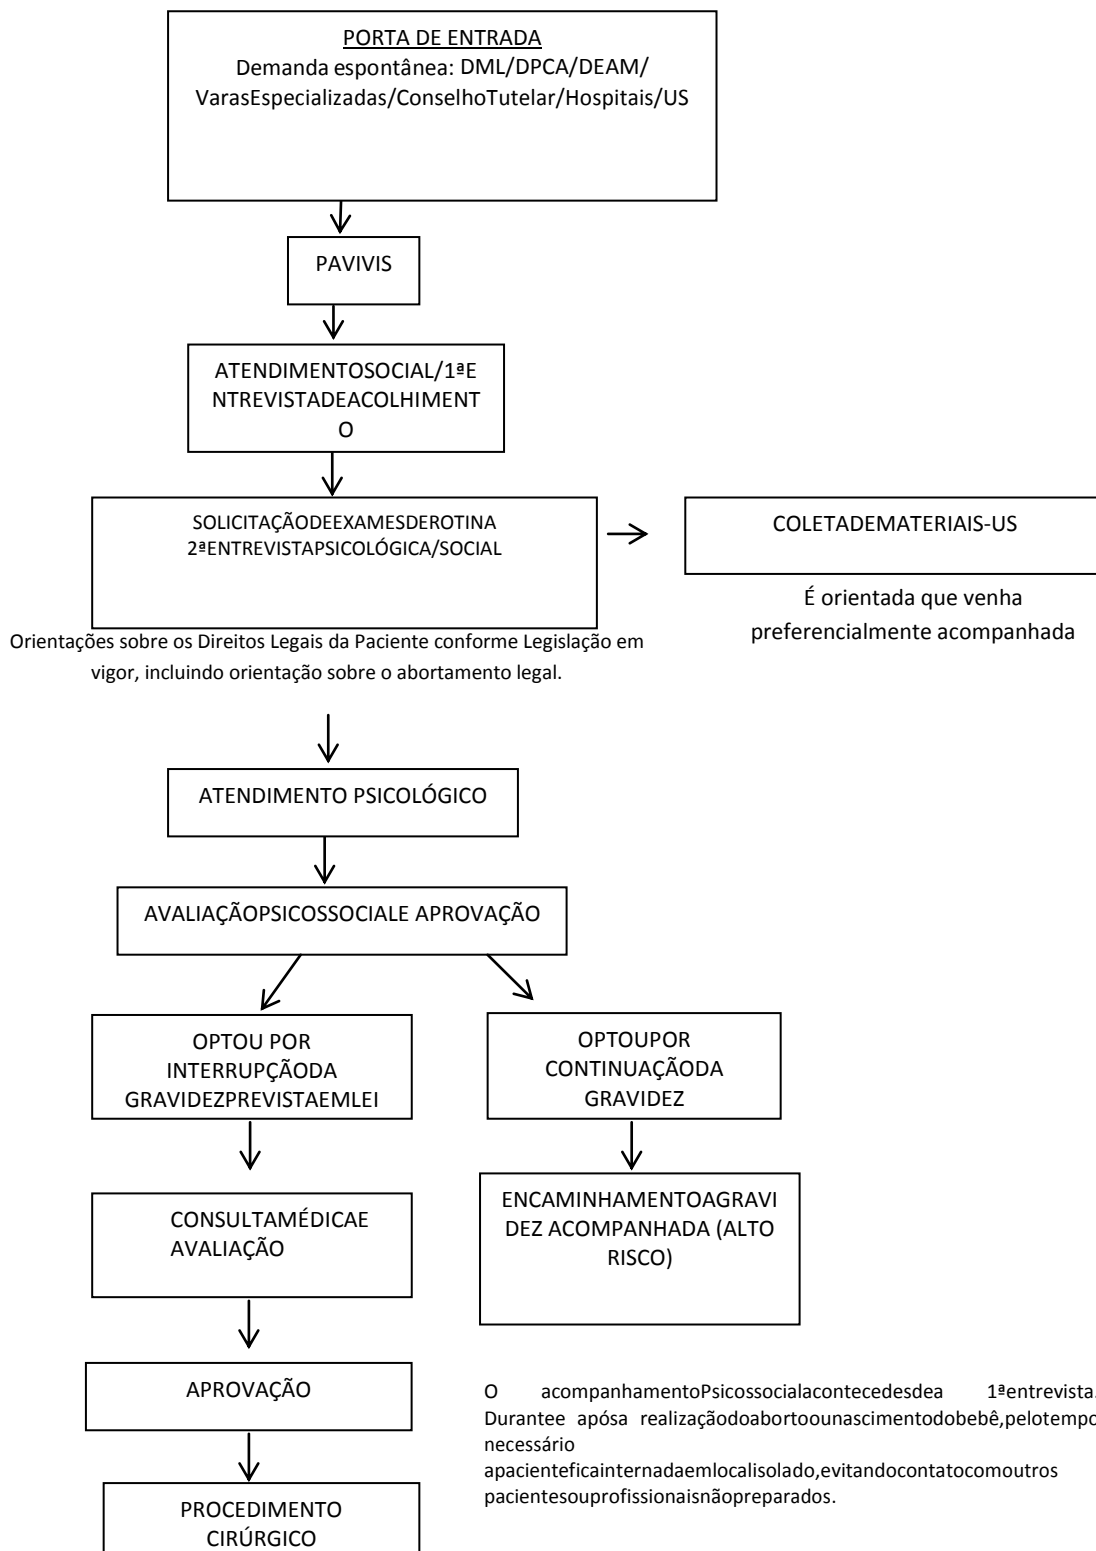 PORTA DE ENTRADA
Demanda espontânea: DML/DPCA/DEAM/
VarasEspecializadas/ConselhoTutelar/Hospitais/US
PAVIVIS
ATENDIMENTOSOCIAL/1ªE
NTREVISTADEACOLHIMENT
O
SOLICITAÇÃODEEXAMESDEROTINA
2ªENTREVISTAPSICOLÓGICA/SOCIAL
COLETADEMATERIAIS-US
É orientada que venha
preferencialmente acompanhada
Orientações sobre os Direitos Legais da Paciente conforme Legislação em
vigor, incluindo orientação sobre o abortamento legal.
ATENDIMENTO PSICOLÓGICO
AVALIAÇÃOPSICOSSOCIALE APROVAÇÃO
OPTOU POR
INTERRUPÇÃODA
GRAVIDEZPREVISTAEMLEI
OPTOUPOR
CONTINUAÇÃODA
GRAVIDEZ
CONSULTAMÉDICAE
AVALIAÇÃO
ENCAMINHAMENTOAGRAVI
DEZ ACOMPANHADA (ALTO
RISCO)
APROVAÇÃO
O acompanhamentoPsicossocialacontecedesdea 1ªentrevista.
Durantee apósa realizaçãodoabortoounascimentodobebê,pelotempo
necessário
apacienteficainternadaemlocalisolado,evitandocontatocomoutros
pacientesouprofissionaisnãopreparados.
PROCEDIMENTO
CIRÚRGICO